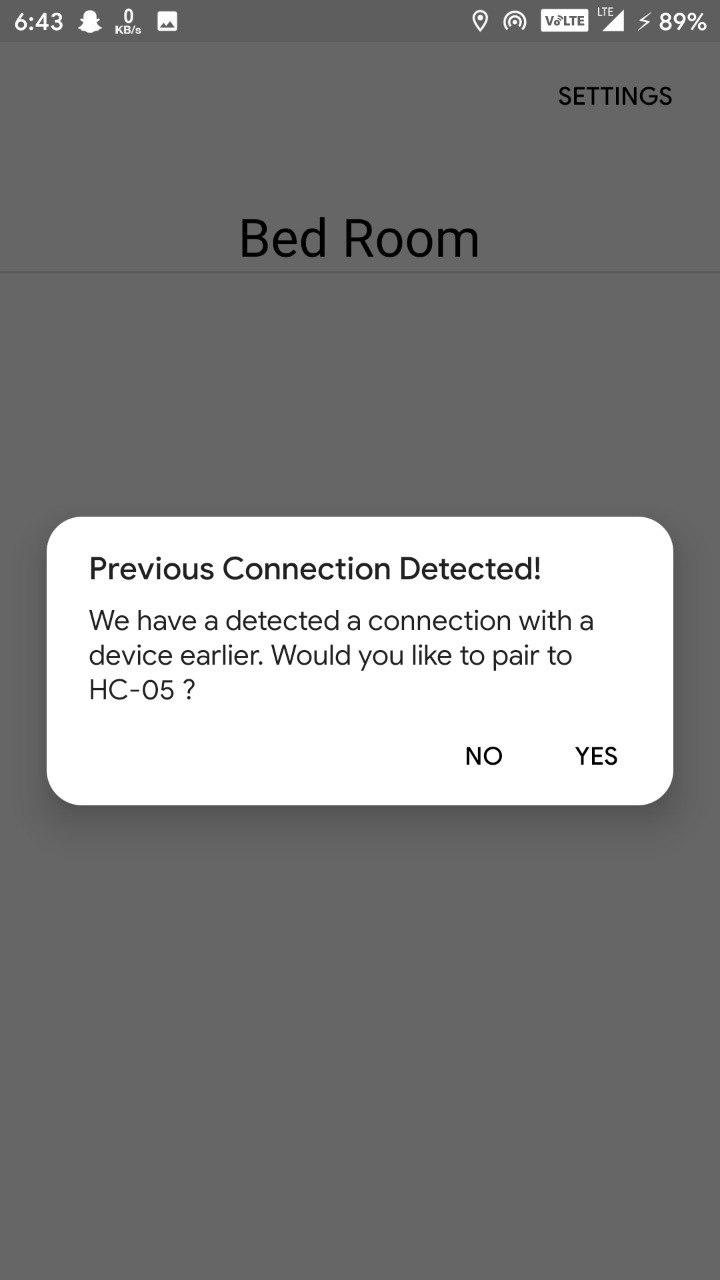 6:43 0 KB/s VoLTE LTE 89%
SETTINGS
Bed Room
Previous Connection Detected!
We have a detected a connection with a
device earlier. Would you like to pair to
HC-05 ?
NO YES